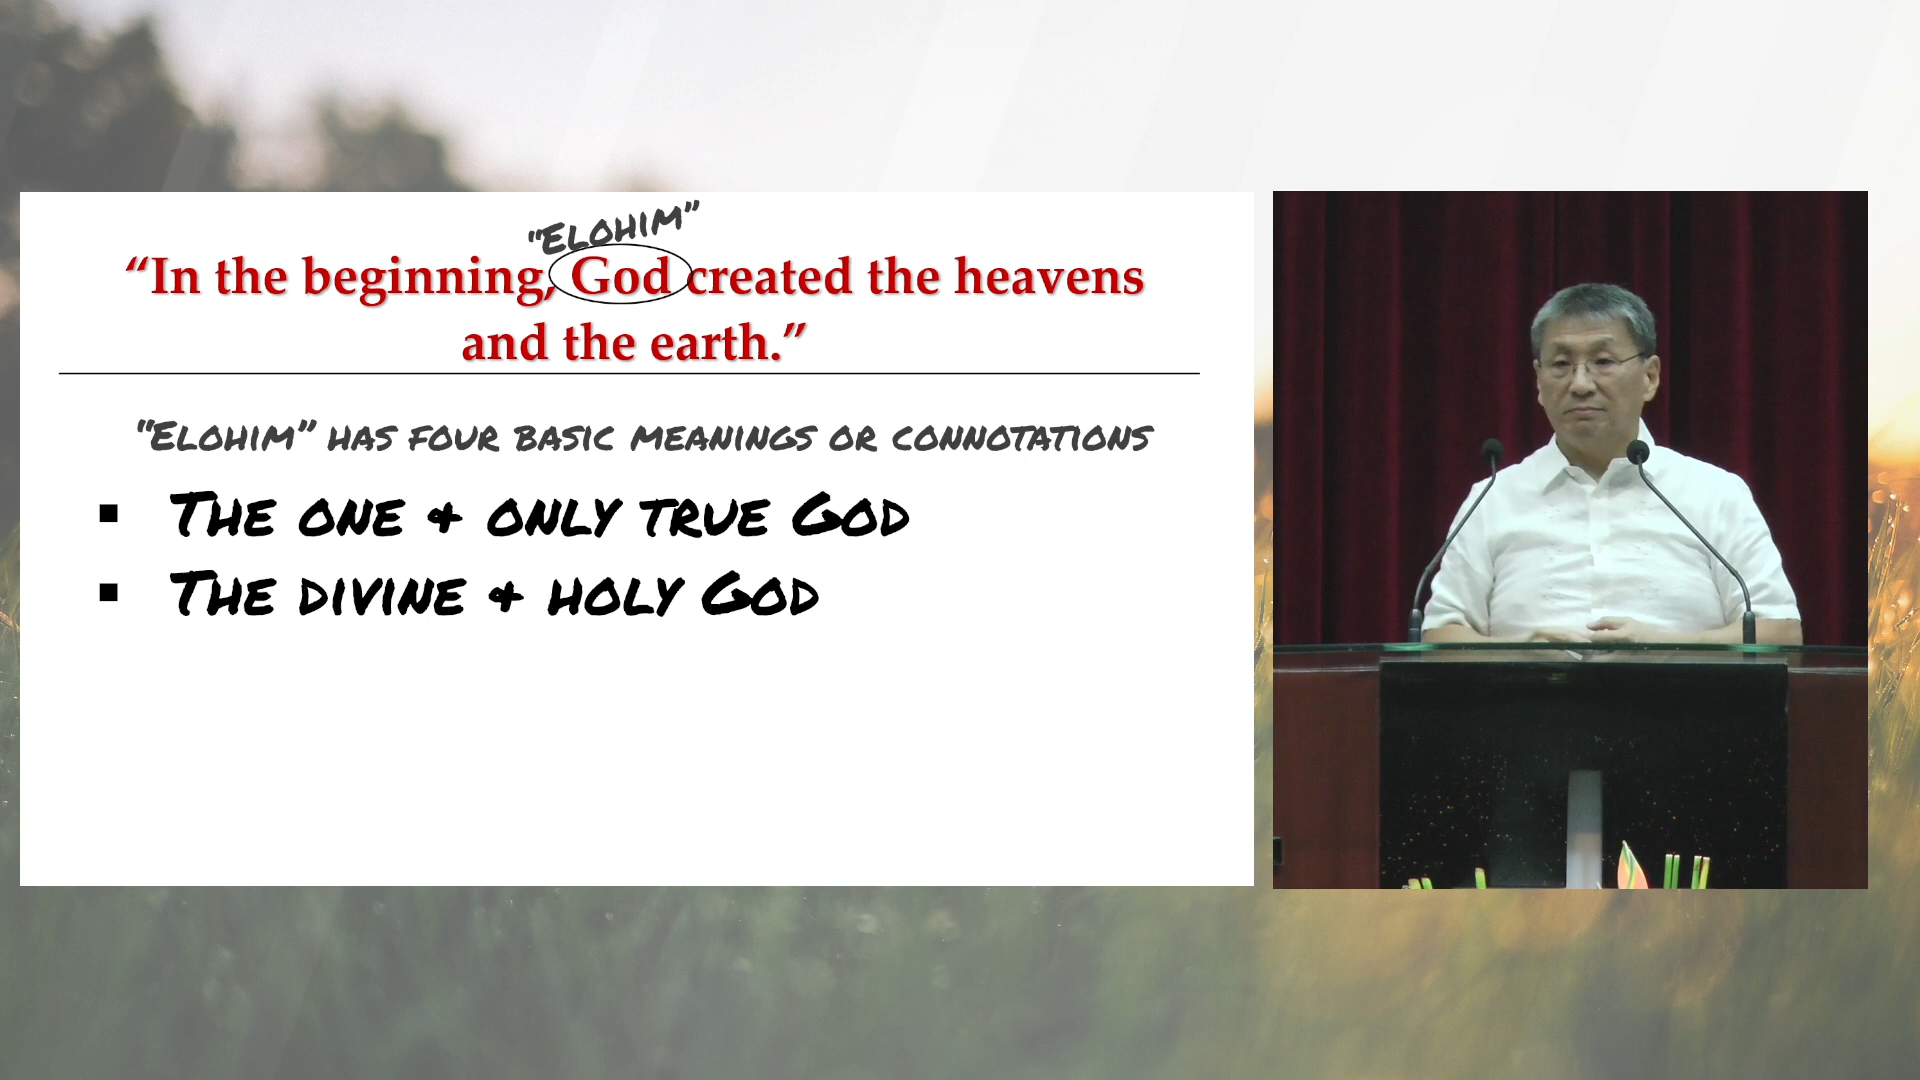 "Elohim"
"In the beginning, God created the heavens
and the earth."
"Elohim" has four basic meanings or connotations
▪ The one & only true God
▪ The divine & holy God